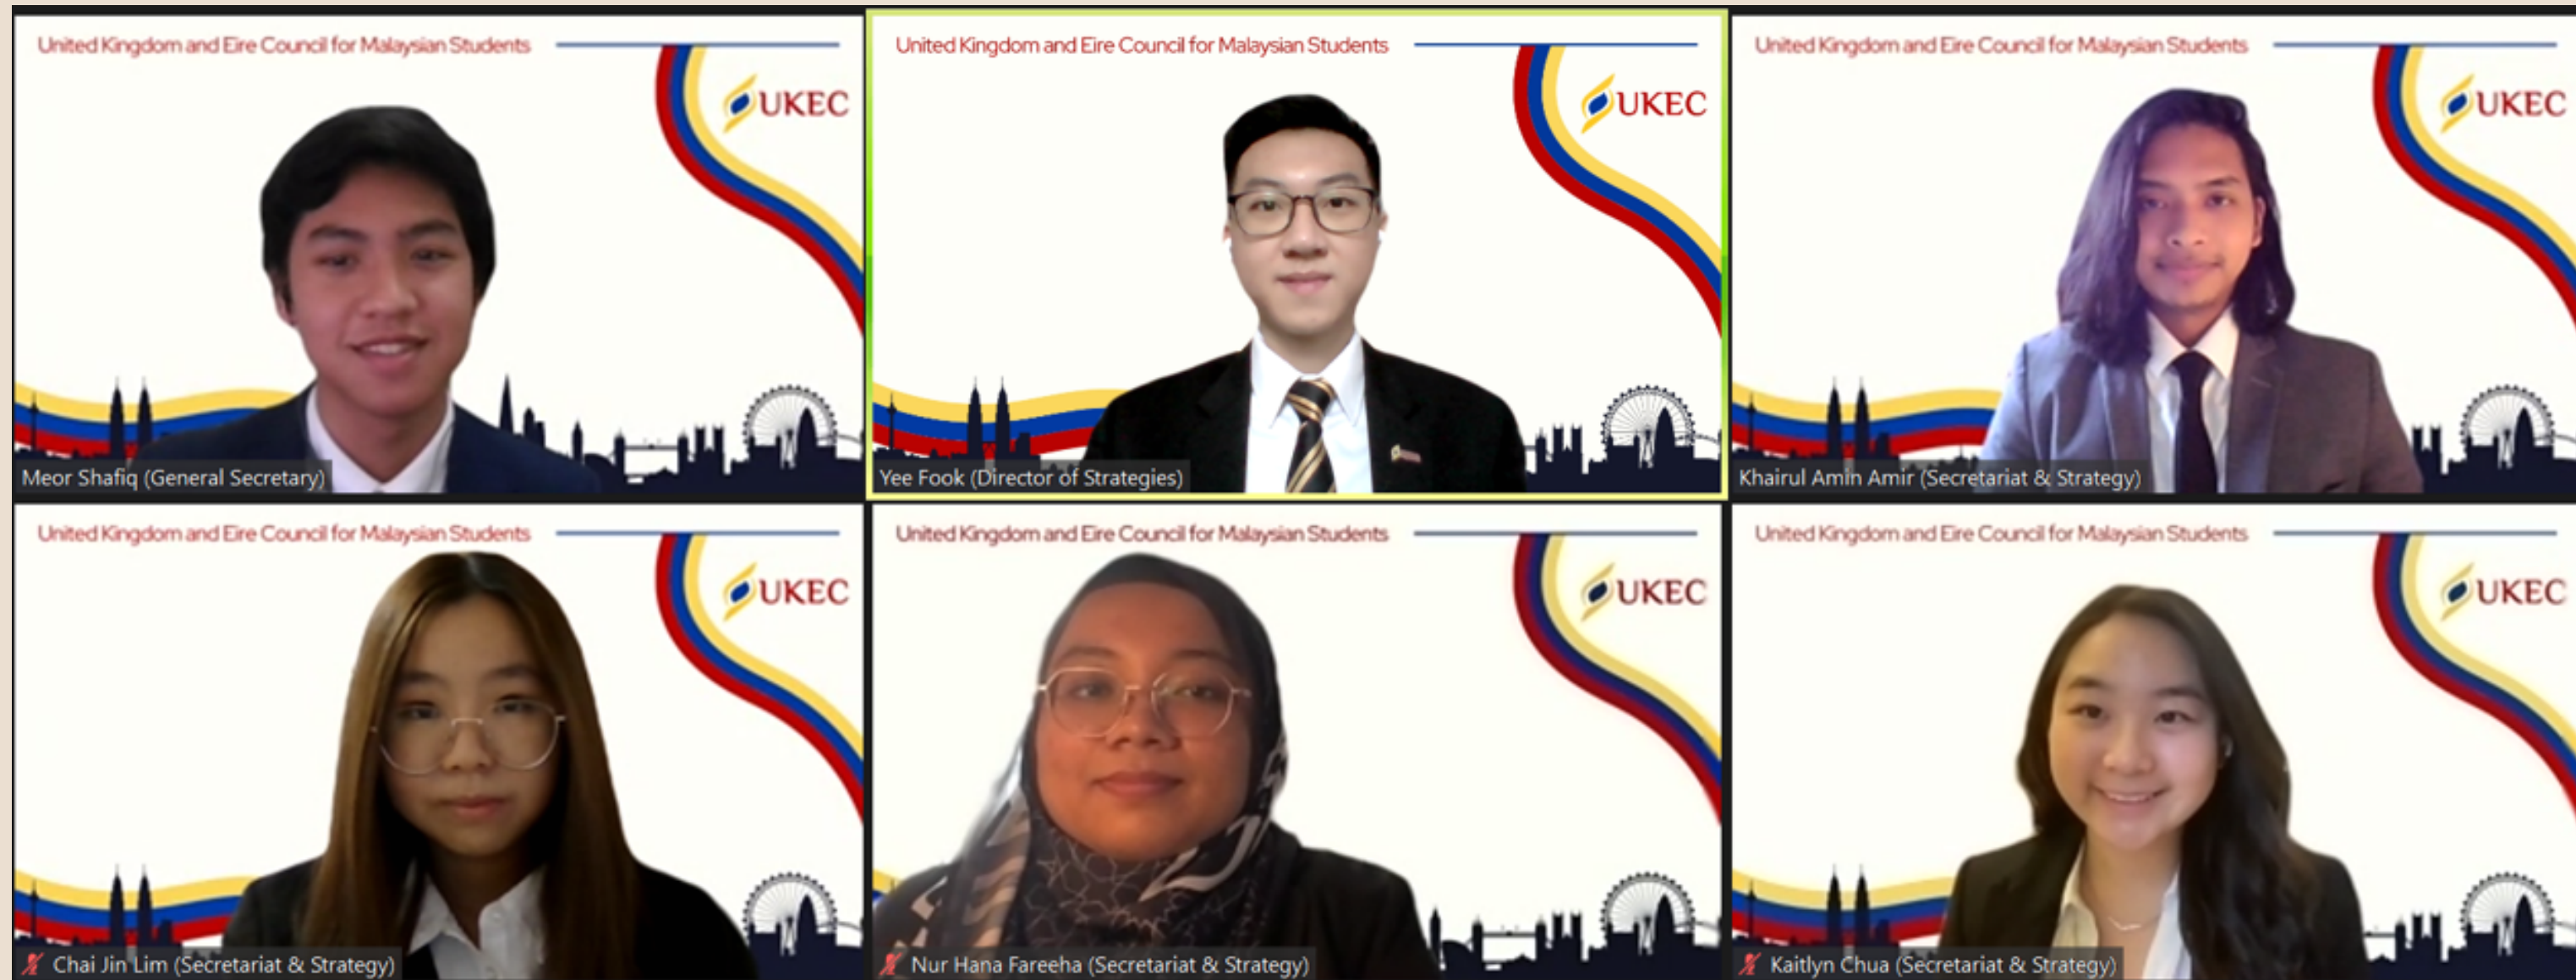 United Kingdom and Eire Council for Malaysian Students
UKEC
Meor Shafiq (General Secretary)
United Kingdom and Eire Council for Malaysian Students
UKEC
Yee Fook (Director of Strategies)
United Kingdom and Eire Council for Malaysian Students
UKEC
Khairul Amin Amir (Secretariat & Strategy)
United Kingdom and Eire Council for Malaysian Students
UKEC
Chai Jin Lim (Secretariat & Strategy)
United Kingdom and Eire Council for Malaysian Students
UKEC
Nur Hana Fareeha (Secretariat & Strategy)
United Kingdom and Eire Council for Malaysian Students
UKEC
Kaitlyn Chua (Secretariat & Strategy)